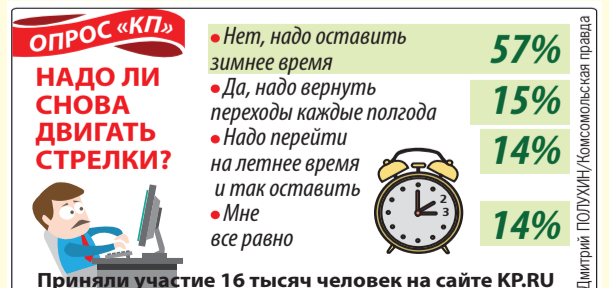 ОПРОС «КП»
НАДО ЛИ
СНОВА
ДВИГАТЬ
СТРЕЛКИ?
• Нет, надо оставить
зимнее время
57%
• Да, надо вернуть
переходы каждые полгода
15%
• Надо перейти
на летнее время
и так оставить
14%
• Мне
все равно
14%
2
3
Приняли участие 16 тысяч человек на сайте KP.RU
Дмитрий ПОЛУХИН/Комсомольская правда